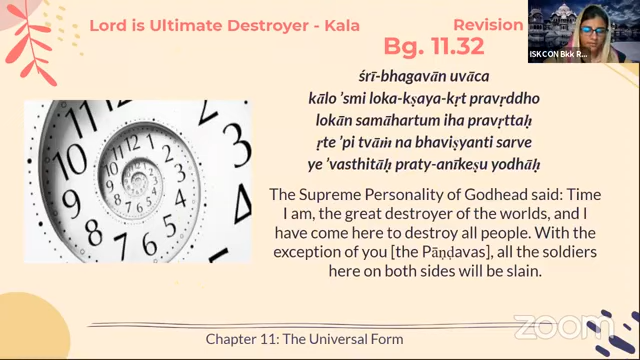 Lord is Ultimate Destroyer - Kala
Revision
Bg. 11.32
ISKCON Bkk R...
śrī-bhagavān uvāca
kālo 'smi loka-kṣaya-kṛt pravṛddho
lokān samāhartum iha pravṛttaḥ
ṛte 'pi tvāṁ na bhaviṣyanti sarve
ye 'vasthitāḥ praty-anīkeṣu yodhāḥ
The Supreme Personality of Godhead said: Time
I am, the great destroyer of the worlds, and I
have come here to destroy all people. With the
exception of you [the Pāṇḍavas], all the soldiers
here on both sides will be slain.
Chapter 11: The Universal Form
zoom